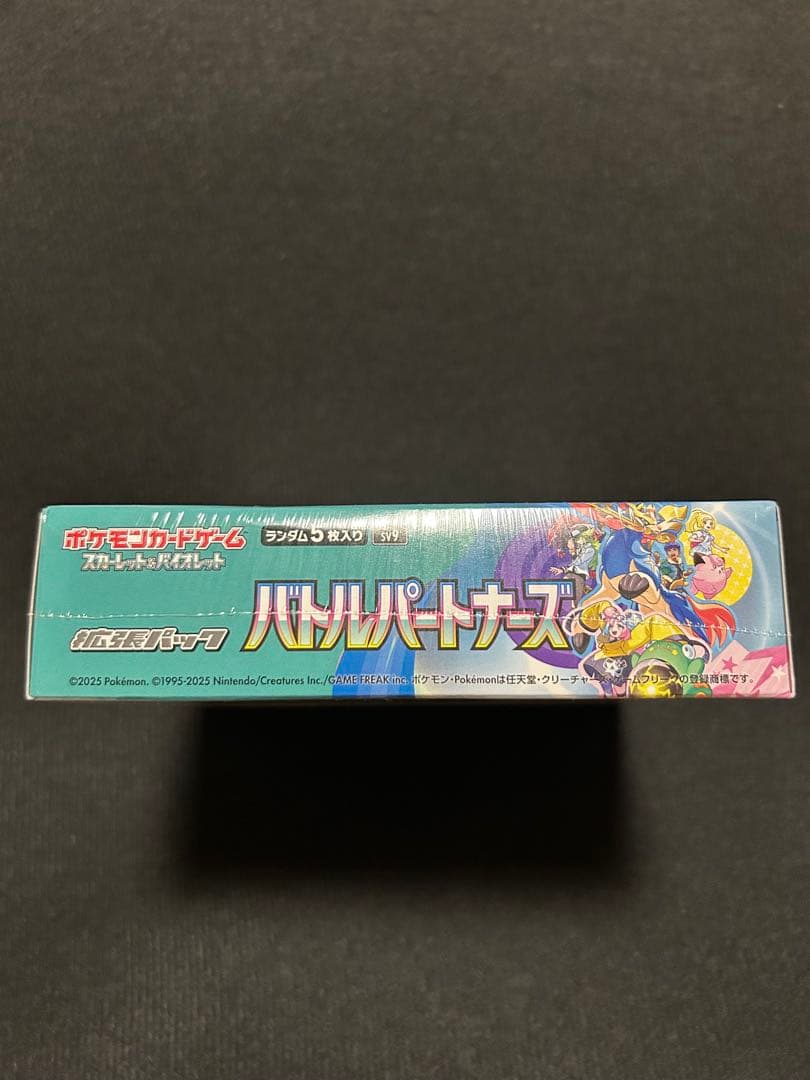 ポケモンカードゲーム
スカーレット&バイオレット
ランダム5枚入り
SV9
拡張パック
バトルパートナーズ
©2025 Pokémon. ©1995-2025 Nintendo/Creatures Inc./GAME FREAK inc. ポケモン・Pokémonは任天堂・クリーチャーズ・ゲームフリークの登録商標です。